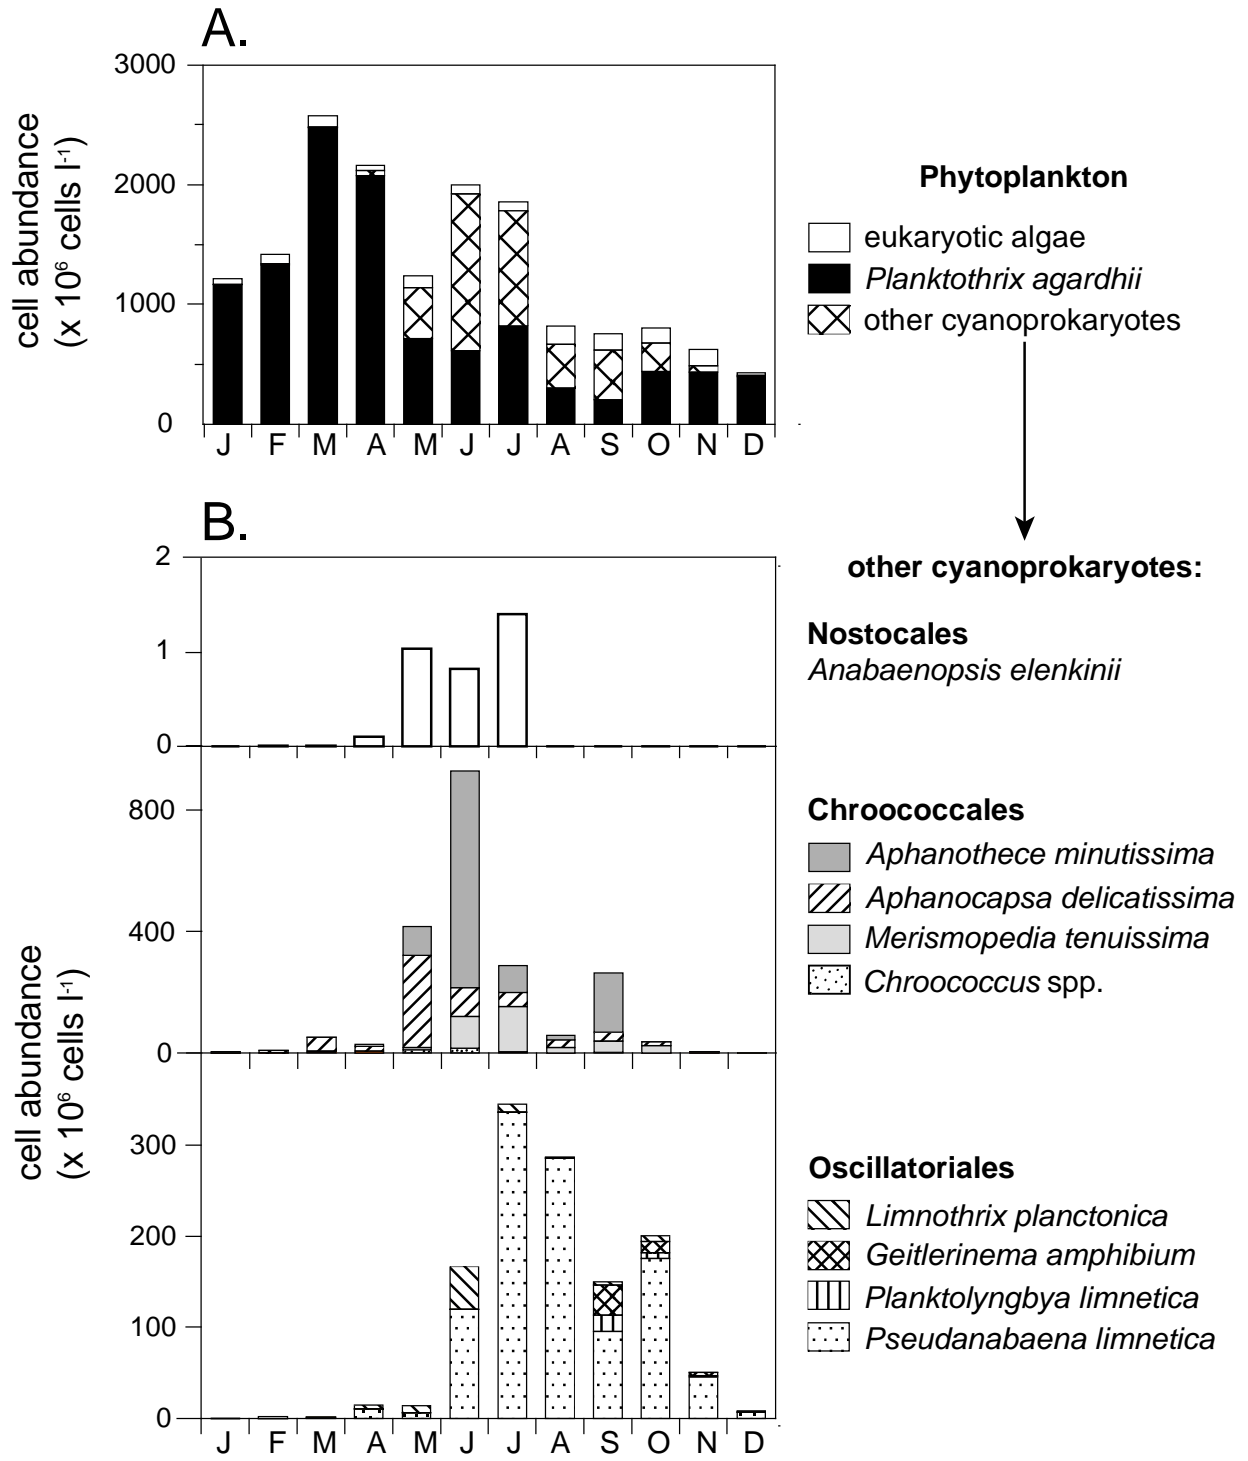 A.
cell abundance
(x 10⁶ cells l⁻¹)
3000
2000
1000
0
J F M A M J J A S O N D
Phytoplankton
eukaryotic algae
Planktothrix agardhii
other cyanoprokaryotes
B.
other cyanoprokaryotes:
2
1
0
Nostocales
Anabaenopsis elenkinii
cell abundance
(x 10⁶ cells l⁻¹)
800
400
0
Chroococcales
Aphanothece minutissima
Aphanocapsa delicatissima
Merismopedia tenuissima
Chroococcus spp.
300
200
100
0
J F M A M J J A S O N D
Oscillatoriales
Limnothrix planctonica
Geitlerinema amphibium
Planktolyngbya limnetica
Pseudanabaena limnetica